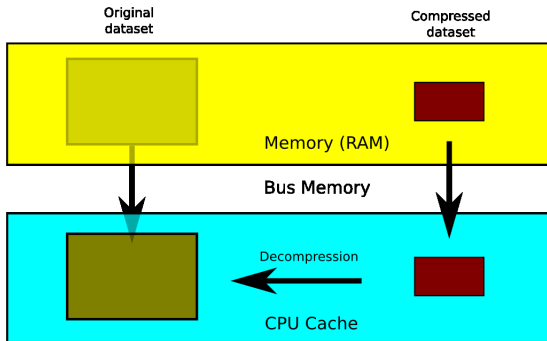 Original
dataset
Compressed
dataset
Memory (RAM)
Bus Memory
Decompression
CPU Cache